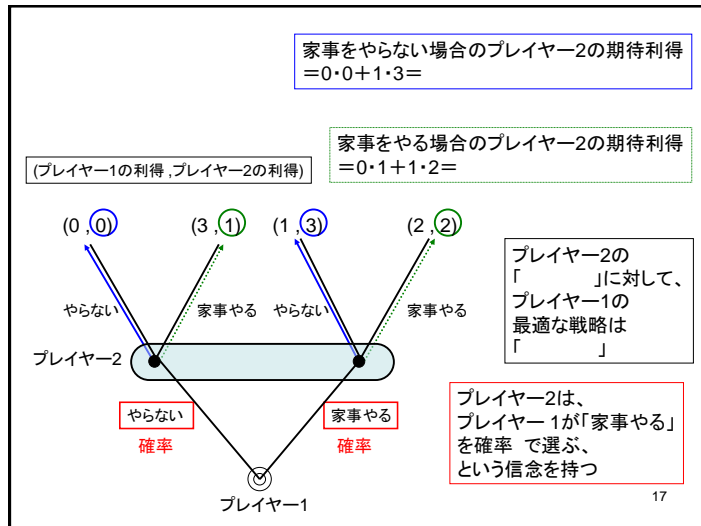 家事をやらない場合のプレイヤー2の期待利得
=0・0+1・3=
家事をやる場合のプレイヤー2の期待利得
=0・1+1・2=
(プレイヤー1の利得 ,プレイヤー2の利得)
(0 , 0) (3 , 1) (1 , 3) (2 , 2)
やらない 家事やる やらない 家事やる
プレイヤー2
プレイヤー2の
「 」に対して、
プレイヤー1の
最適な戦略は
「 」
やらない 家事やる
確率 確率
プレイヤー1
プレイヤー2は、
プレイヤー 1が「家事やる」
を確率 で選ぶ、
という信念を持つ
17